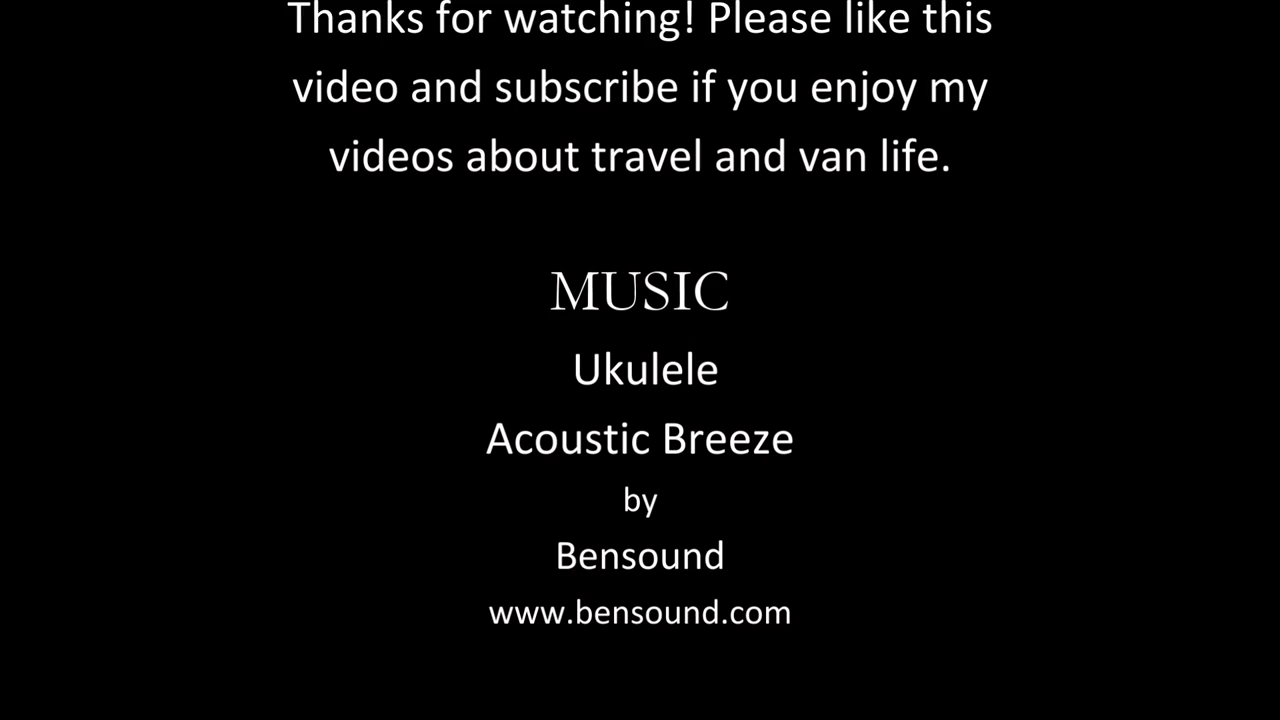 Thanks for watching! Please like this
video and subscribe if you enjoy my
videos about travel and van life.
MUSIC
Ukulele
Acoustic Breeze
by
Bensound
www.bensound.com